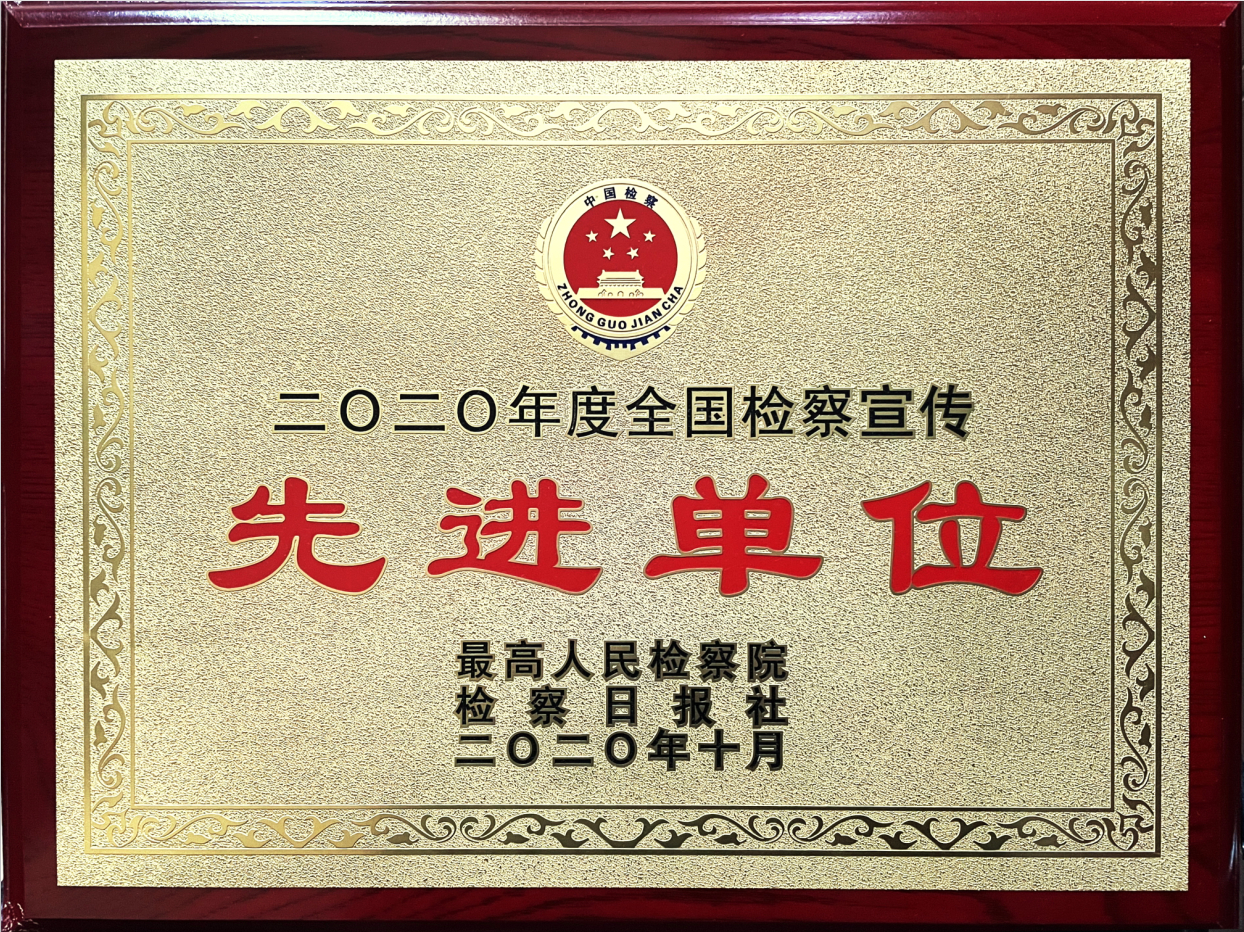 中国检察
ZHONG GUO JIAN CHA
二〇二〇年度全国检察宣传
先进单位
最高人民检察院
检察日报社
二〇二〇年十月